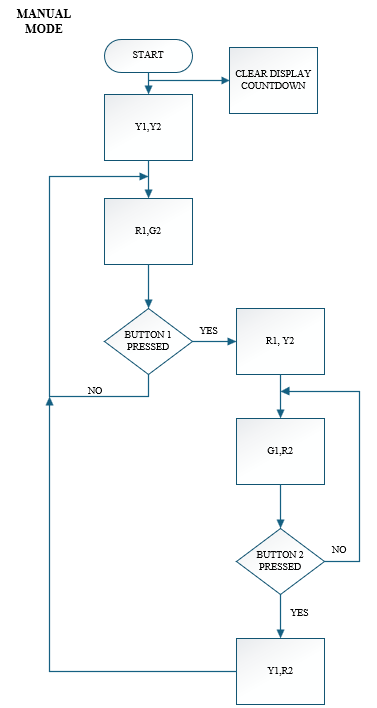 MANUAL
MODE
START
CLEAR DISPLAY
COUNTDOWN
Y1,Y2
R1,G2
BUTTON 1
PRESSED
YES
R1, Y2
NO
G1,R2
BUTTON 2
PRESSED
NO
YES
Y1,R2